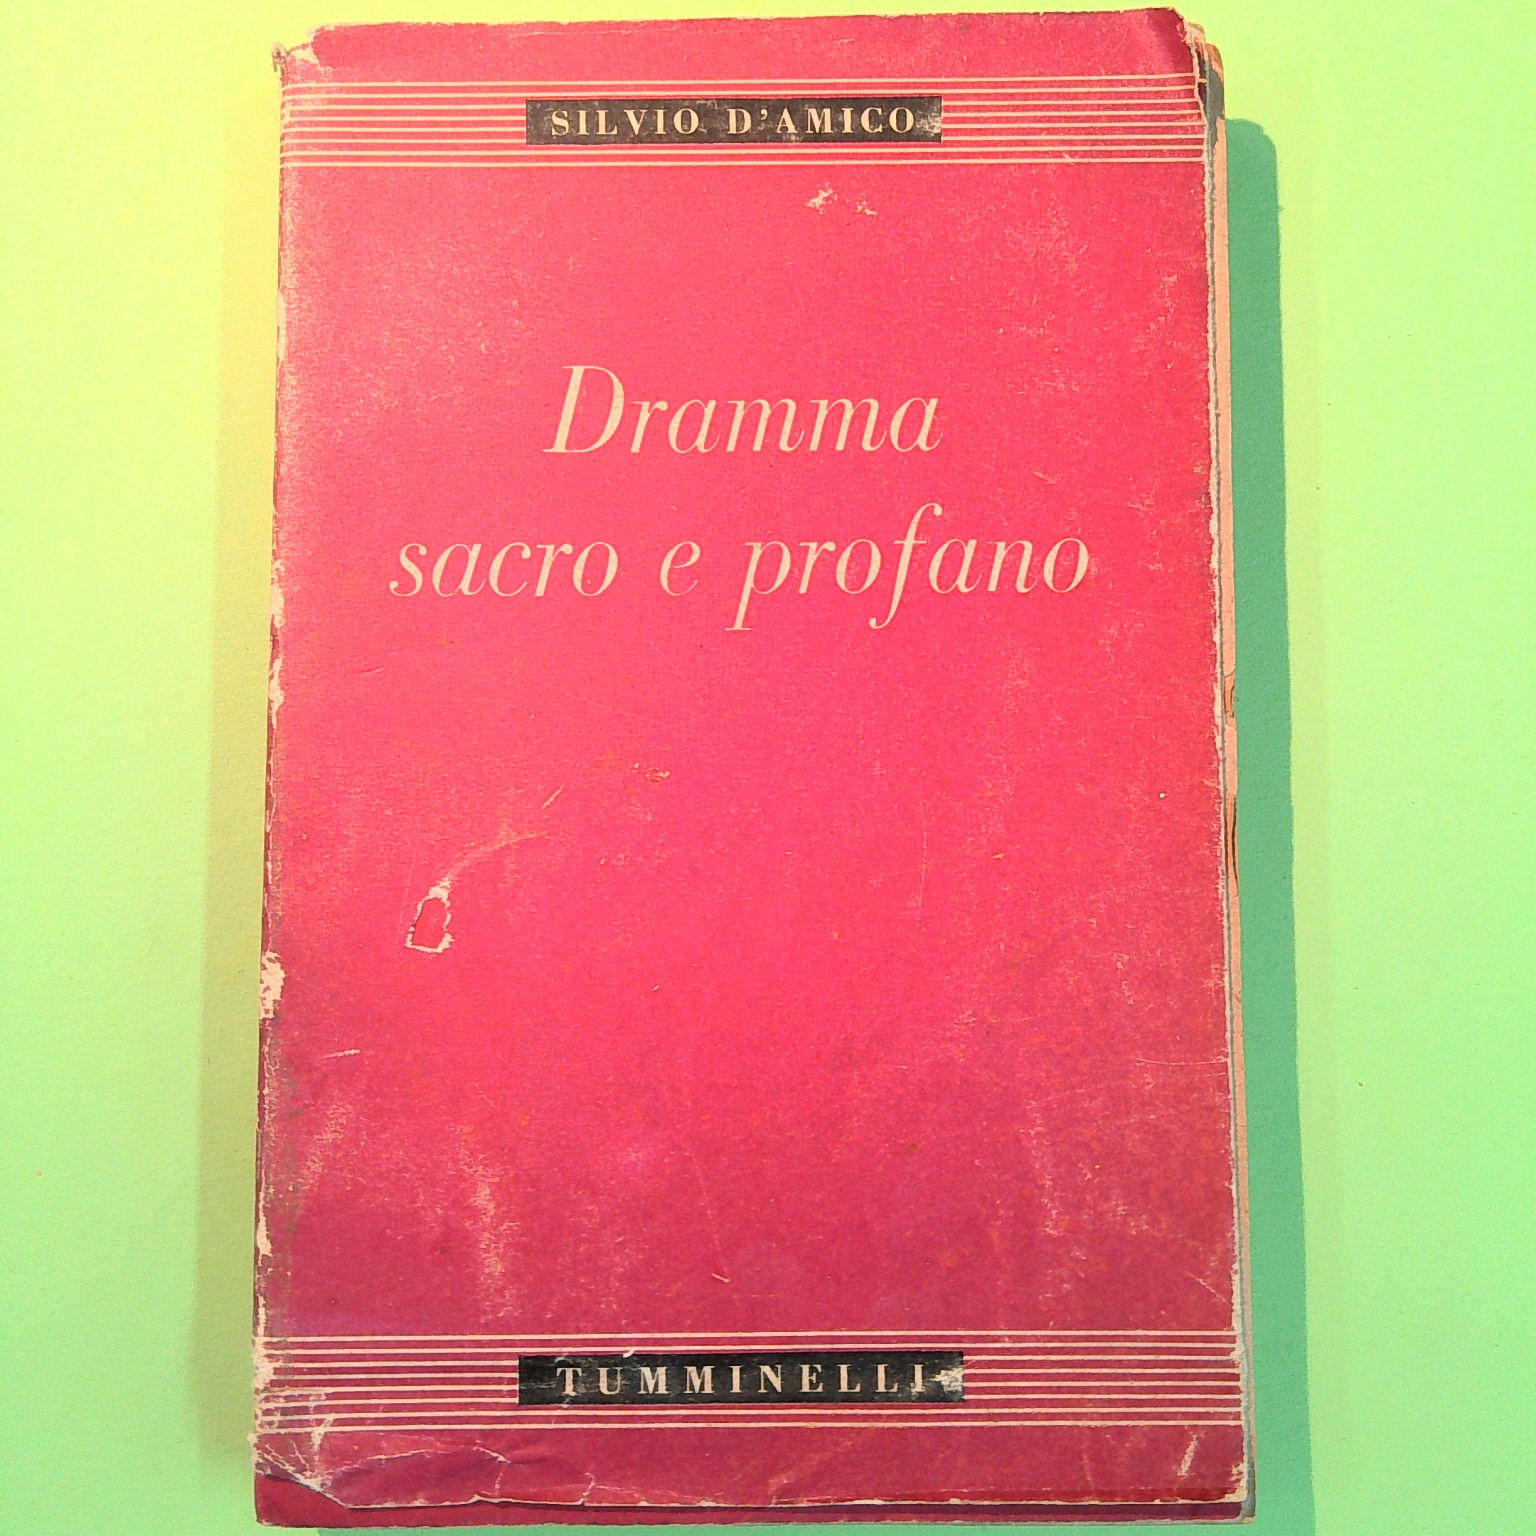 SILVIO D'AMICO
Dramma
sacro e profano
TUMMINELLI